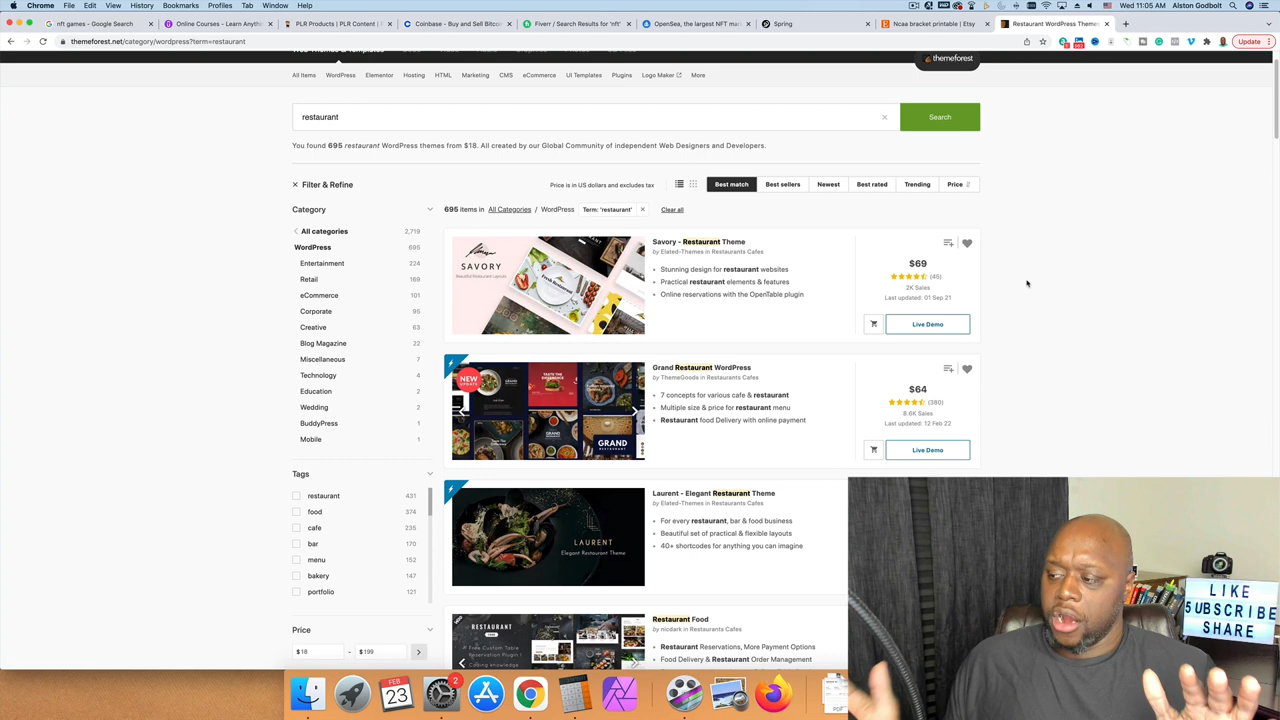 Chrome File Edit View History Bookmarks Profiles Tab Window Help
Wed 11:05 AM Alston Godbolt
nft games - Google Search
Online Courses - Learn Anyth
PLR Products | PLR Content |
Coinbase - Buy and Sell Bitco
Fiverr / Search Results for 'nft'
OpenSea, the largest NFT mar
Spring
Ncaa bracket printable | Etsy
Restaurant WordPress Themes
themeforest.net/category/wordpress?term=restaurant
Update
themeforest
All Items WordPress Elementor Hosting HTML Marketing CMS eCommerce UI Templates Plugins Logo Maker More
restaurant
Search
You found 695 restaurant WordPress themes from $18. All created by our Global Community of independent Web Designers and Developers.
Filter & Refine
Price is in US dollars and excludes tax
Best match Best sellers Newest Best rated Trending Price
Category
695 items in All Categories / WordPress Term: 'restaurant' Clear all
All categories 2,719
WordPress 695
Entertainment 224
Retail 169
eCommerce 101
Corporate 95
Creative 63
Blog Magazine 22
Miscellaneous 7
Technology 4
Education 2
Wedding 2
BuddyPress 1
Mobile 1
Tags
restaurant 431
food 374
cafe 235
bar 170
menu 152
bakery 147
portfolio 121
Price
$18 - $199
SAVORY
Savory - Restaurant Theme
by Elated-Themes in Restaurants Cafes
Stunning design for restaurant websites
Practical restaurant elements & features
Online reservations with the OpenTable plugin
$69
(45)
2K Sales
Last updated: 01 Sep 21
Live Demo
NEW
GRAND
Grand Restaurant WordPress
by ThemeGoods in Restaurants Cafes
7 concepts for various cafe & restaurant
Multiple size & price for restaurant menu
Restaurant food Delivery with online payment
$64
(380)
8.6K Sales
Last updated: 12 Feb 22
Live Demo
LAURENT
Elegant Restaurant Theme
Laurent - Elegant Restaurant Theme
by Elated-Themes in Restaurants Cafes
For every restaurant, bar & food business
Beautiful set of practical & flexible layouts
40+ shortcodes for anything you can imagine
RESTAURANT
Restaurant Food
by nicdark in Restaurants Cafes
Restaurant Reservations, More Payment Options
Food Delivery & Restaurant Order Management
LIKE
SUBSCRIBE
SHARE
FEB
23
2
PDF